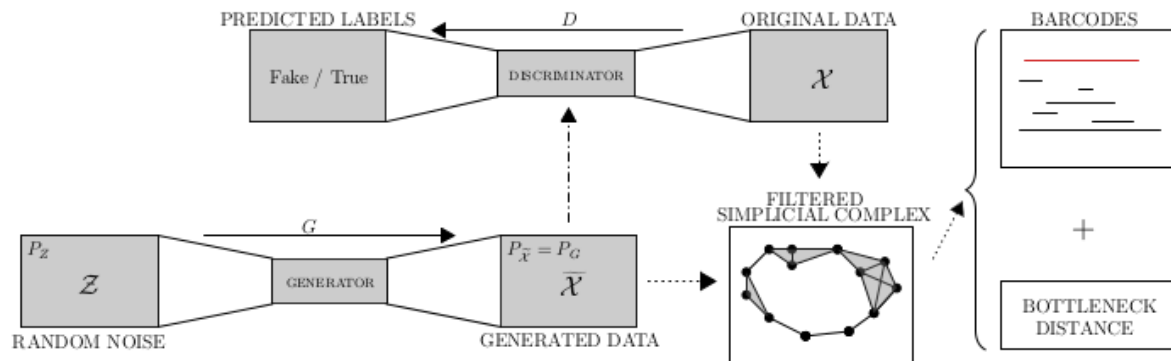 PREDICTED LABELS
D
ORIGINAL DATA
BARCODES
Fake / True
DISCRIMINATOR
𝒳
FILTERED
SIMPLICIAL COMPLEX
+
G
P_Z
𝒵
GENERATOR
P_𝒳̃ = P_G
𝒳̅
RANDOM NOISE
GENERATED DATA
BOTTLENECK
DISTANCE